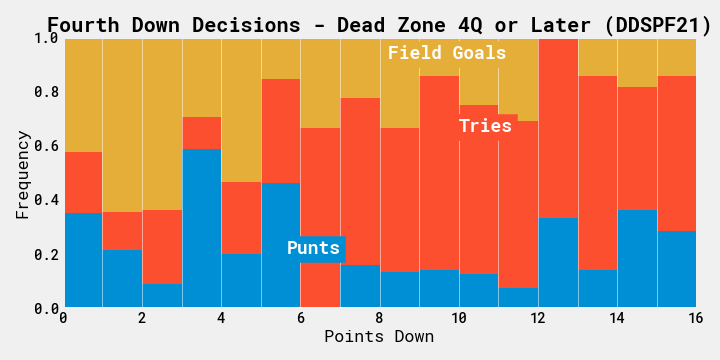 Fourth Down Decisions - Dead Zone 4Q or Later (DDSPF21)
Field Goals
Tries
Punts
Frequency
1.0
0.8
0.6
0.4
0.2
0.0
0 2 4 6 8 10 12 14 16
Points Down